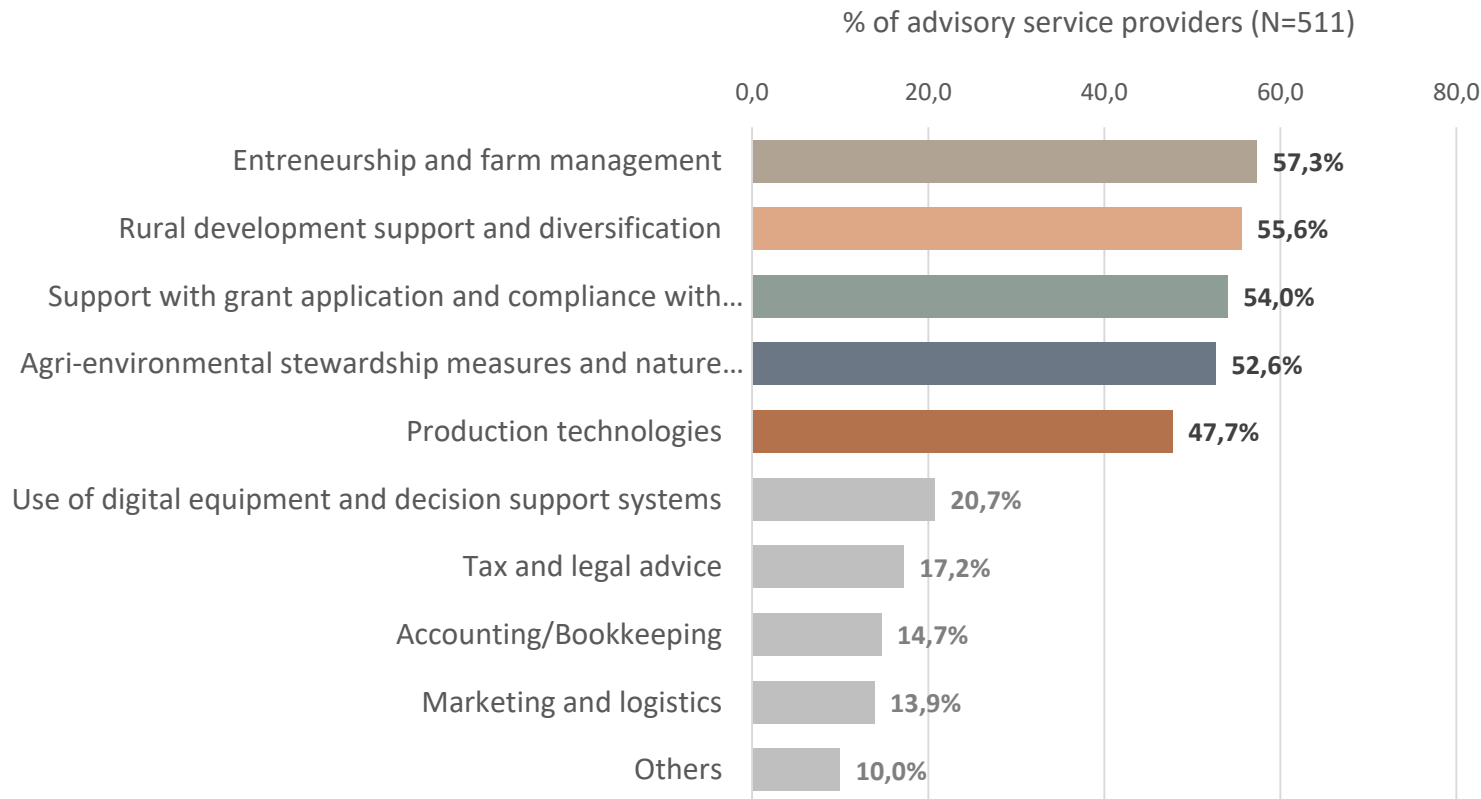 % of advisory service providers (N=511)
0,0 20,0 40,0 60,0 80,0
Entreneurship and farm management 57,3%
Rural development support and diversification 55,6%
Support with grant application and compliance with... 54,0%
Agri-environmental stewardship measures and nature... 52,6%
Production technologies 47,7%
Use of digital equipment and decision support systems 20,7%
Tax and legal advice 17,2%
Accounting/Bookkeeping 14,7%
Marketing and logistics 13,9%
Others 10,0%